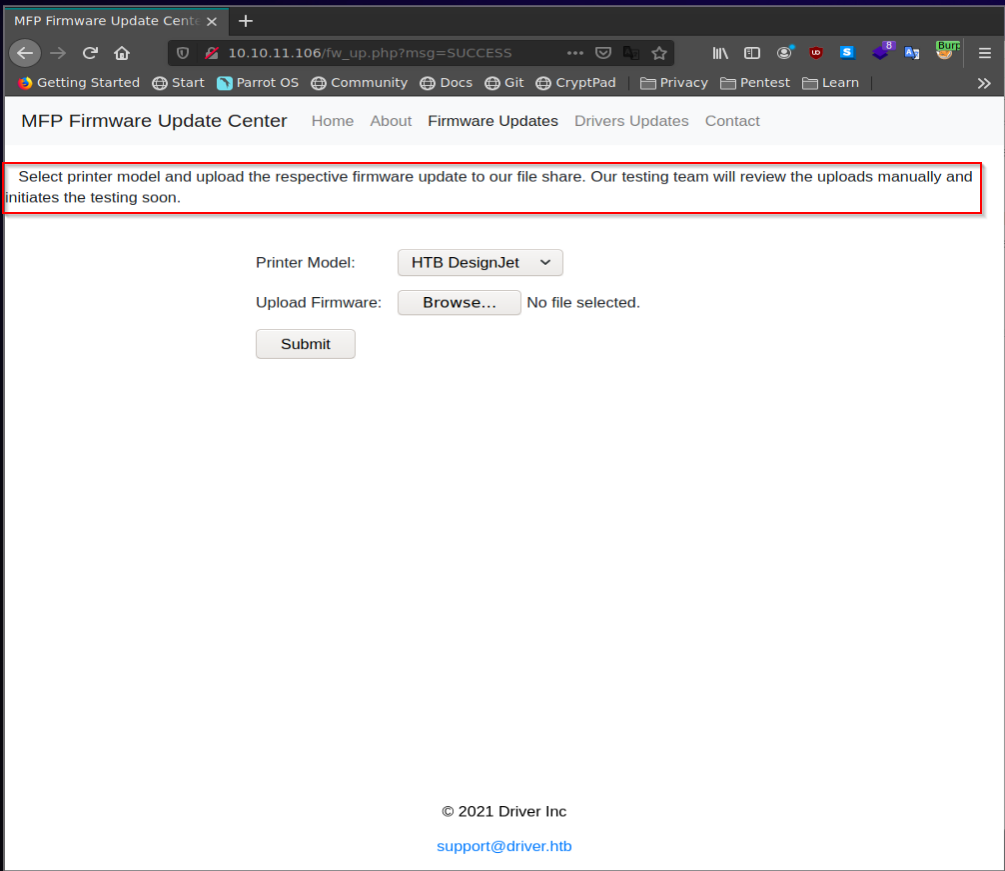 MFP Firmware Update Cente
10.10.11.106/fw_up.php?msg=SUCCESS
8
Burp
Getting Started Start Parrot OS Community Docs Git CryptPad Privacy Pentest Learn
MFP Firmware Update Center Home About Firmware Updates Drivers Updates Contact
Select printer model and upload the respective firmware update to our file share. Our testing team will review the uploads manually and
initiates the testing soon.
Printer Model: HTB DesignJet
Upload Firmware: Browse... No file selected.
Submit
© 2021 Driver Inc
support@driver.htb